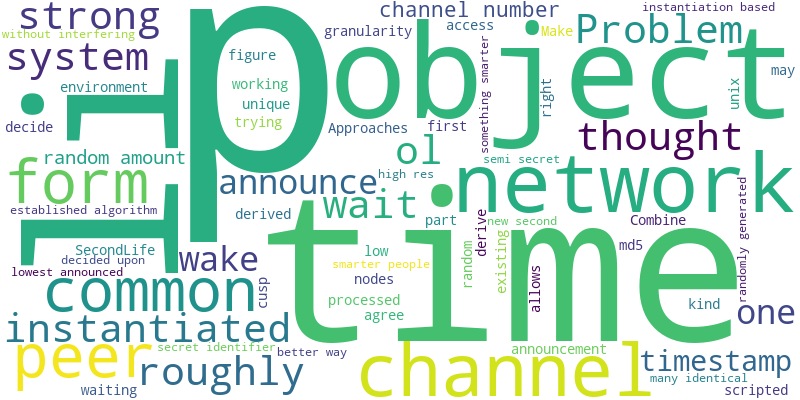 strong
without interfering
system
environment
decide
li
p
channel number
granularity
access
instantiation based
Make
Problem
object
figure
working
unique
trying
Approaches
first
something smarter
right
unix
may
thought
random amount
form
established algorithm
announce
derived
ol
high res
semi secret
network
wait
part
new second
Combine
randomly generated
SecondLife
decided upon
lowest announced
wake
time
low
smarter people
nodes
processed
agree
random
derive
existing
allows
md5
kind
one
common
cusp
instantiated
peer
secret identifier
better way
roughly
waiting
channel
announcement
timestamp
many identical
scripted